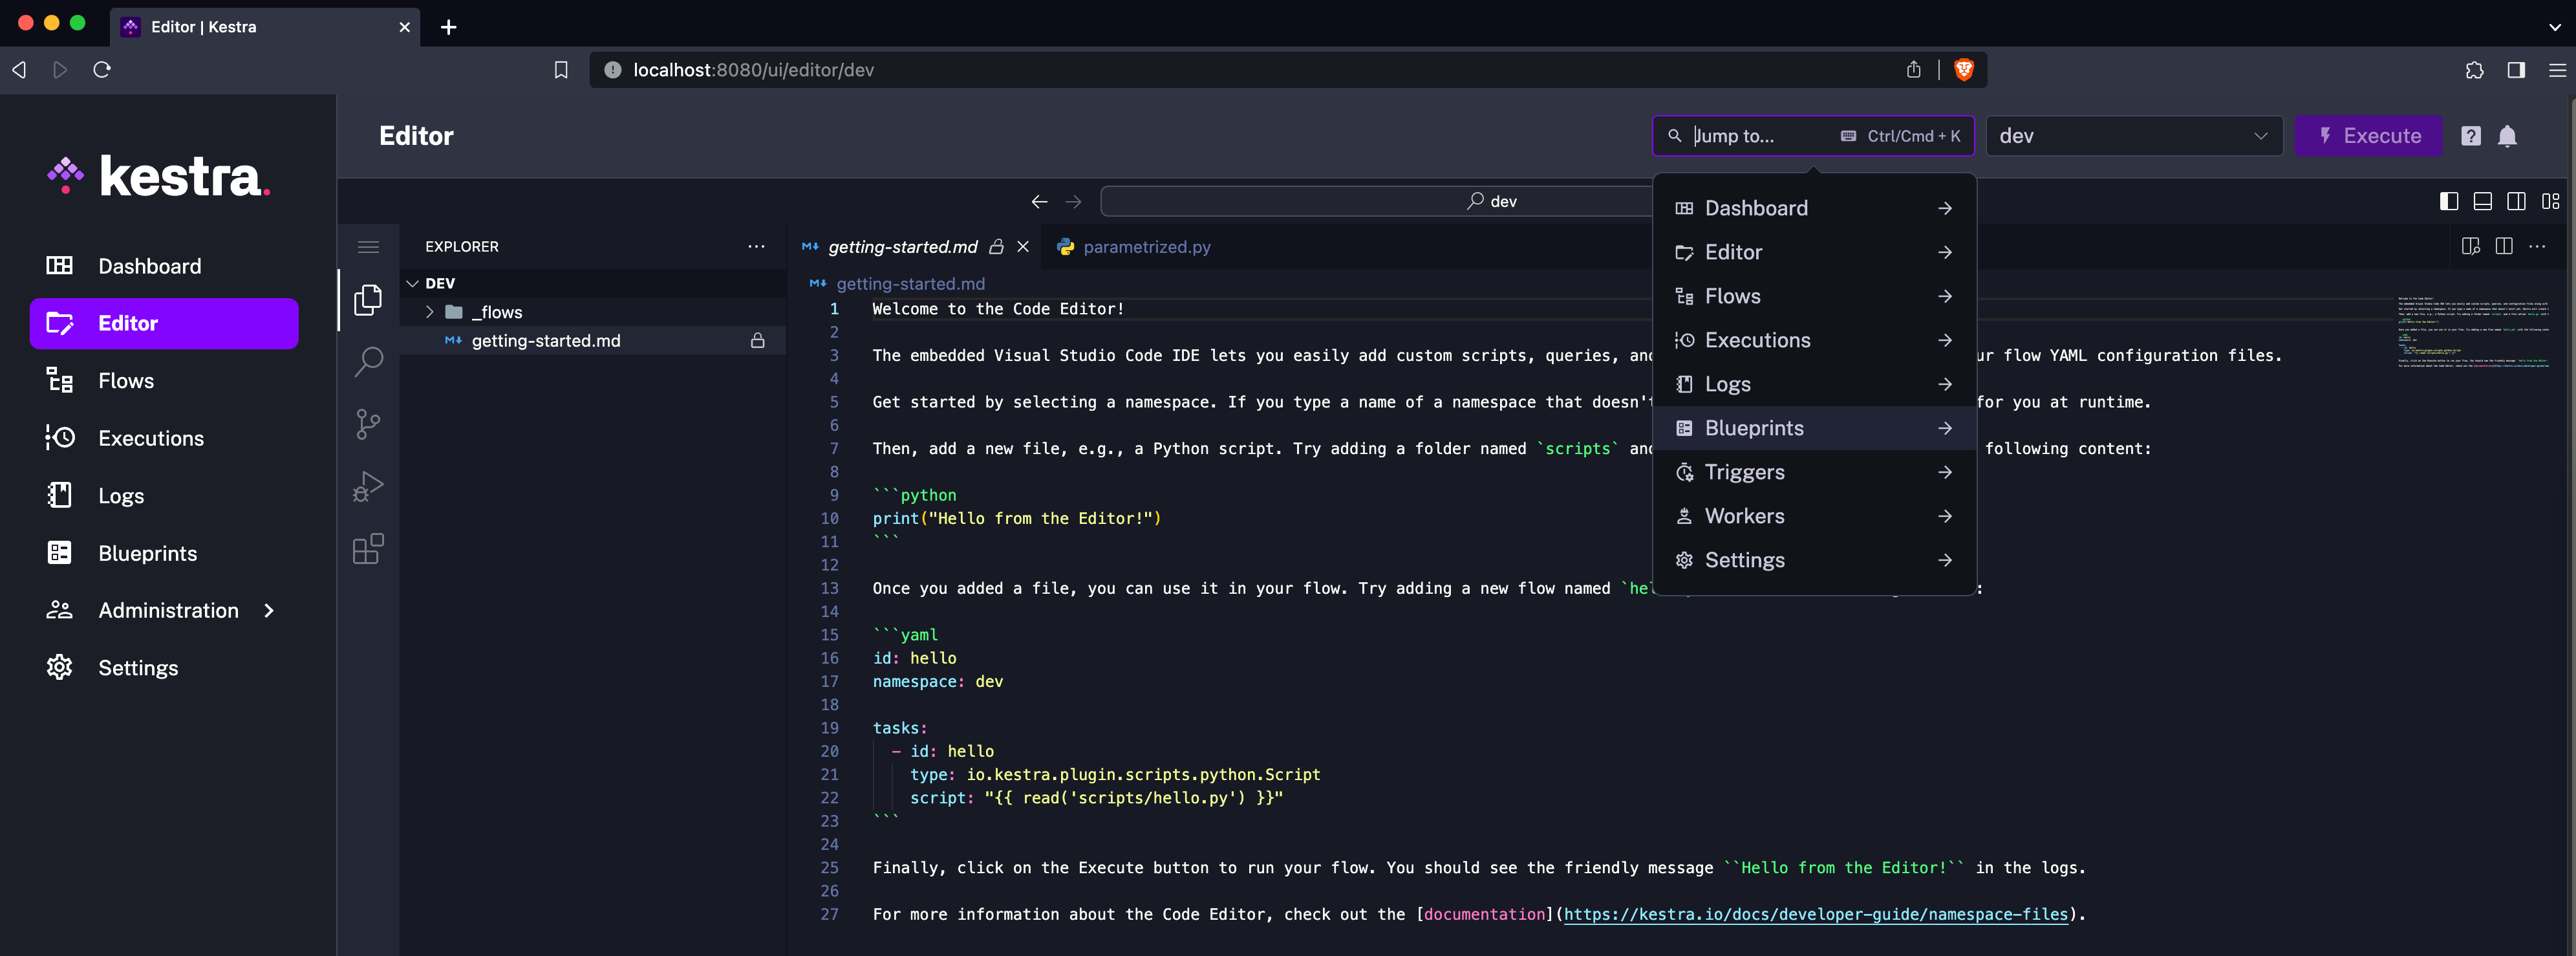 Editor | Kestra
localhost:8080/ui/editor/dev
kestra.
Dashboard
Editor
Flows
Executions
Logs
Blueprints
Administration
Settings
Editor
Jump to...
Ctrl/Cmd + K
dev
Execute
dev
EXPLORER
DEV
_flows
getting-started.md
getting-started.md
parametrized.py
getting-started.md
1 Welcome to the Code Editor!
2
3 The embedded Visual Studio Code IDE lets you easily add custom scripts, queries, flow YAML configuration files.
4
5 Get started by selecting a namespace. If you type a name of a namespace that for you at runtime.
6
7 Then, add a new file, e.g., a Python script. Try adding a folder named `scripts` following content:
8
9 ```python
10 print("Hello from the Editor!")
11 ```
12
13 Once you added a file, you can use it in your flow. Try adding a new flow named :
14
15 ```yaml
16 id: hello
17 namespace: dev
18
19 tasks:
20 - id: hello
21 type: io.kestra.plugin.scripts.python.Script
22 script: "{{ read('scripts/hello.py') }}"
23 ```
24
25 Finally, click on the Execute button to run your flow. You should see the friendly message ``Hello from the Editor!`` in the logs.
26
27 For more information about the Code Editor, check out the [documentation](https://kestra.io/docs/developer-guide/namespace-files).
Dashboard
Editor
Flows
Executions
Logs
Blueprints
Triggers
Workers
Settings